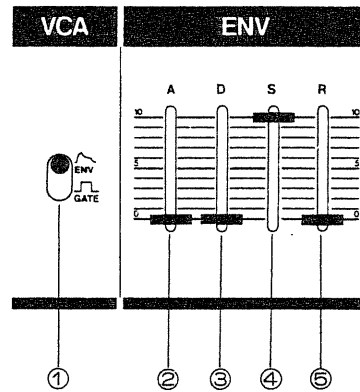 VCA ENV
A D S R
10 10
ENV
5 5
GATE
0 0
① ② ③ ④ ⑤